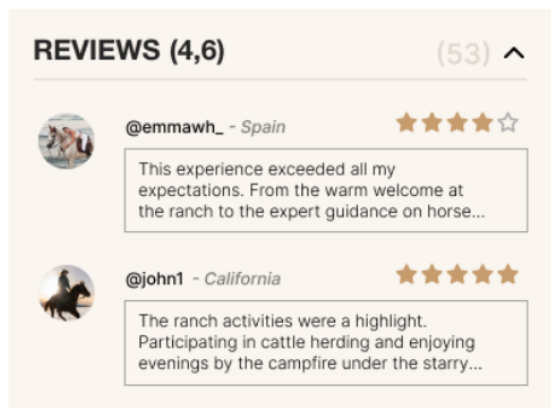 REVIEWS (4,6)
(53)
@emmawh_ - Spain
This experience exceeded all my
expectations. From the warm welcome at
the ranch to the expert guidance on horse...
@john1 - California
The ranch activities were a highlight.
Participating in cattle herding and enjoying
evenings by the campfire under the starry...